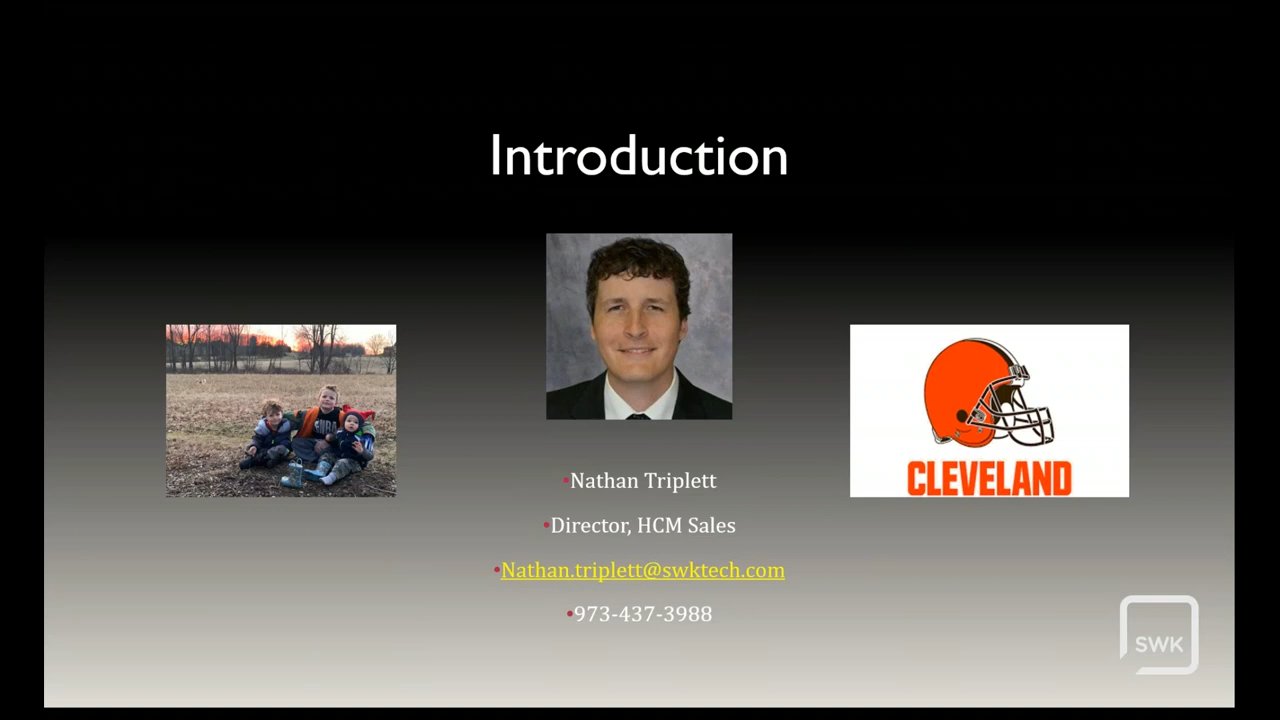 Introduction
•Nathan Triplett
•Director, HCM Sales
•Nathan.triplett@swktech.com
•973-437-3988
CLEVELAND
SWK